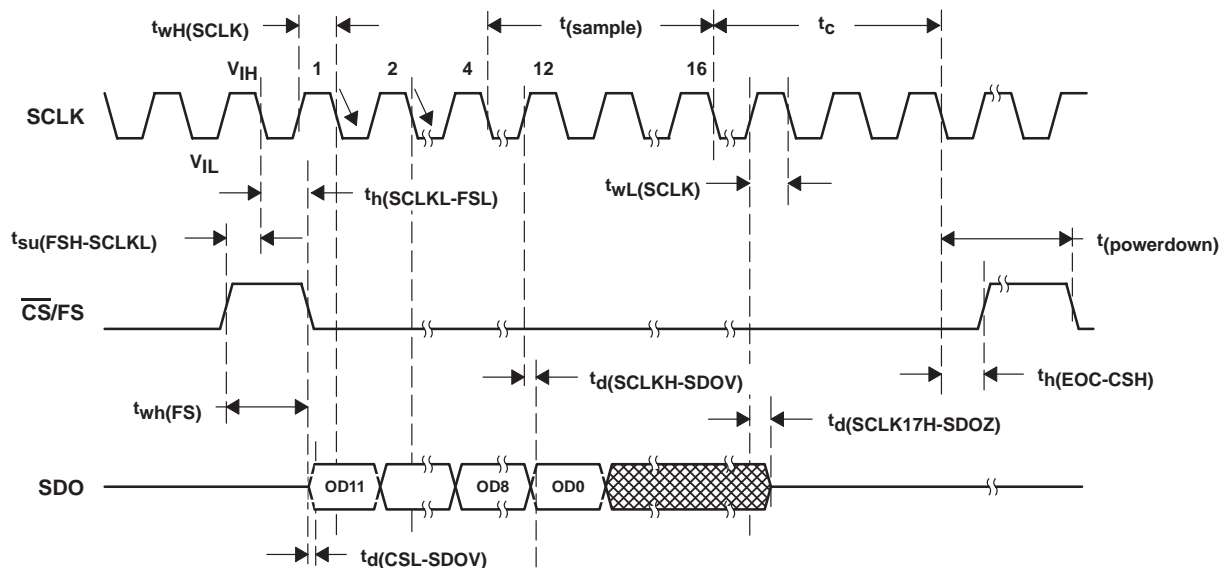 twH(SCLK)
t(sample)
tc
VIH
1
2
4
12
16
SCLK
VIL
th(SCLKL-FSL)
twL(SCLK)
tsu(FSH-SCLKL)
t(powerdown)
CS/FS
td(SCLKH-SDOV)
th(EOC-CSH)
twh(FS)
td(SCLK17H-SDOZ)
SDO
OD11
OD8
OD0
td(CSL-SDOV)